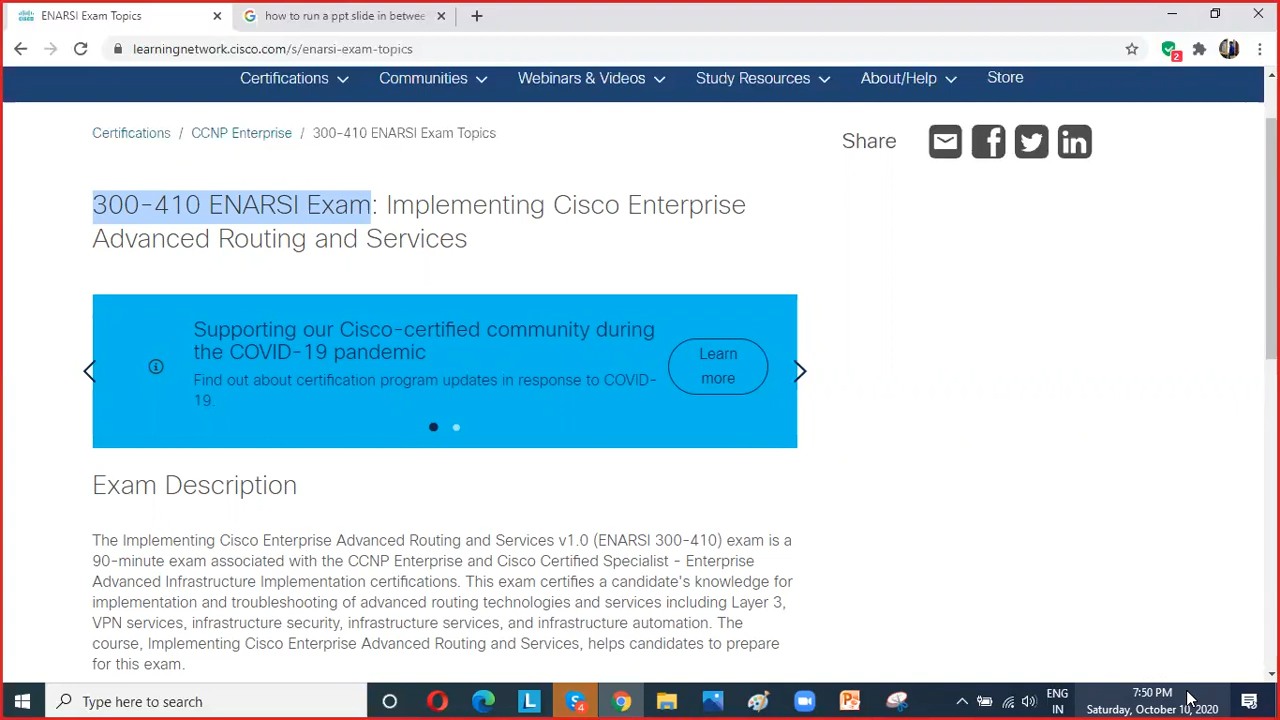 ENARSI Exam Topics
how to run a ppt slide in betwee
learningnetwork.cisco.com/s/enarsi-exam-topics
2
Certifications Communities Webinars & Videos Study Resources About/Help Store
Certifications / CCNP Enterprise / 300-410 ENARSI Exam Topics
Share
300-410 ENARSI Exam: Implementing Cisco Enterprise
Advanced Routing and Services
Supporting our Cisco-certified community during
the COVID-19 pandemic
Find out about certification program updates in response to COVID-
19.
Learn
more
Exam Description
The Implementing Cisco Enterprise Advanced Routing and Services v1.0 (ENARSI 300-410) exam is a
90-minute exam associated with the CCNP Enterprise and Cisco Certified Specialist - Enterprise
Advanced Infrastructure Implementation certifications. This exam certifies a candidate's knowledge for
implementation and troubleshooting of advanced routing technologies and services including Layer 3,
VPN services, infrastructure security, infrastructure services, and infrastructure automation. The
course, Implementing Cisco Enterprise Advanced Routing and Services, helps candidates to prepare
for this exam.
Type here to search
4
ENG
IN
7:50 PM
Saturday, October 10, 2020